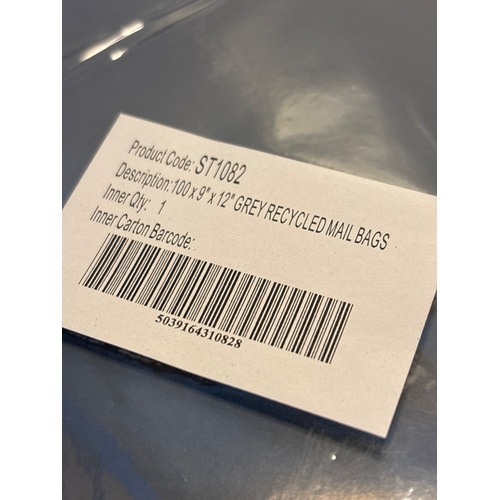 Product Code: ST1082
Description:100 x 9" x 12" GREY RECYCLED MAIL BAGS
Inner Qty: 1
Inner Carton Barcode:
5039164310828